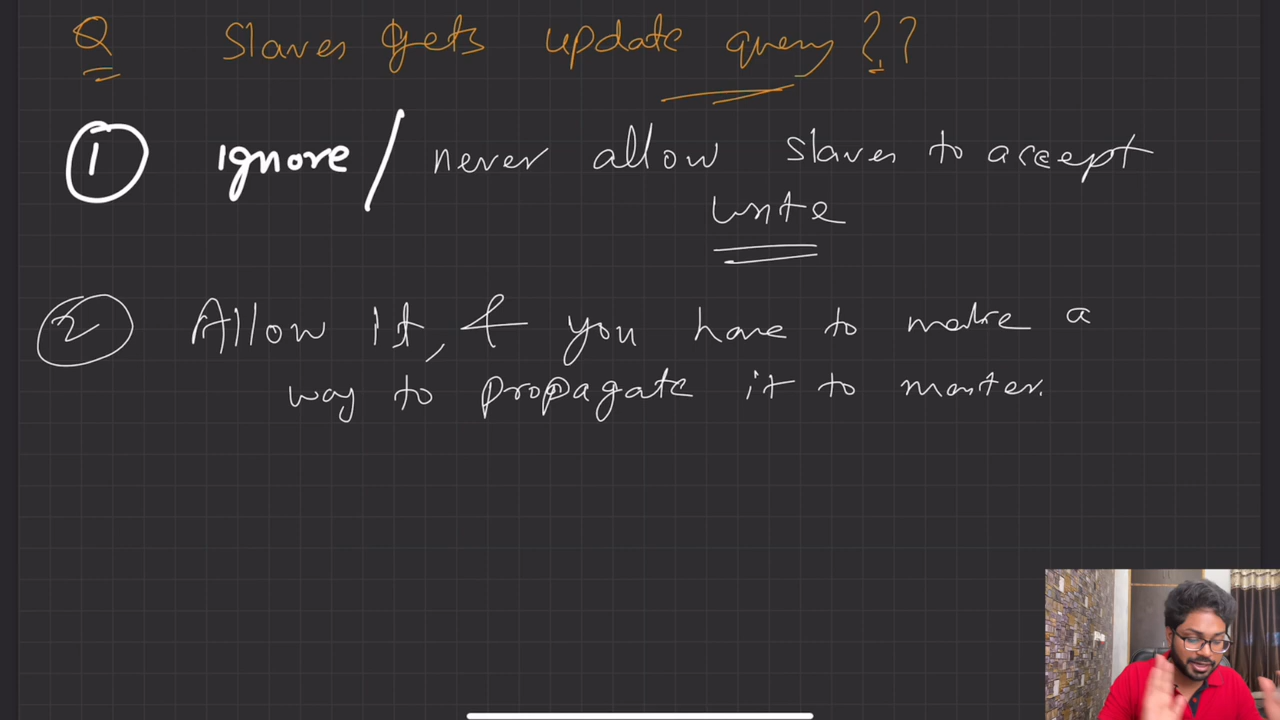 Q Slaves gets update query ??
1 ignore / never allow slaves to accept
write
2 Allow it, & you have to make a
way to propagate it to master.